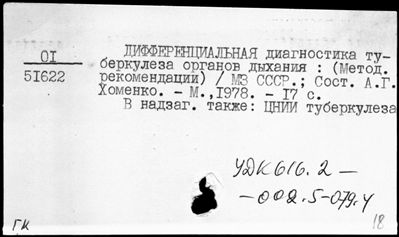 01
51622
ДИФФЕРЕНЦИАЛЬНАЯ диагностика ту-
беркулеза органов дыхания : (Метод.
рекомендации) / МЗ СССР.; Сост. А.Г.
Хоменко. - М.,1978. - 17 с.
В надзаг. также: ЦНИИ туберкулеза
УДК 616.2 —
— 002.5-079.4
ГК
18